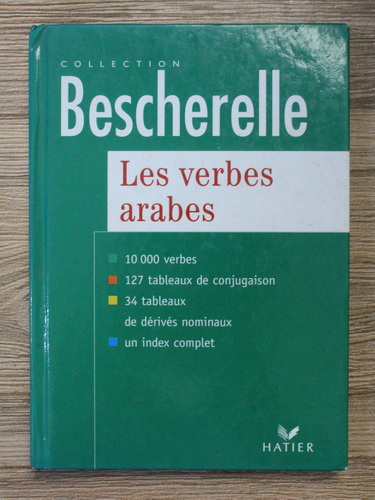 COLLECTION
Bescherelle
Les verbes
arabes
10 000 verbes
127 tableaux de conjugaison
34 tableaux
de dérivés nominaux
un index complet
HATIER